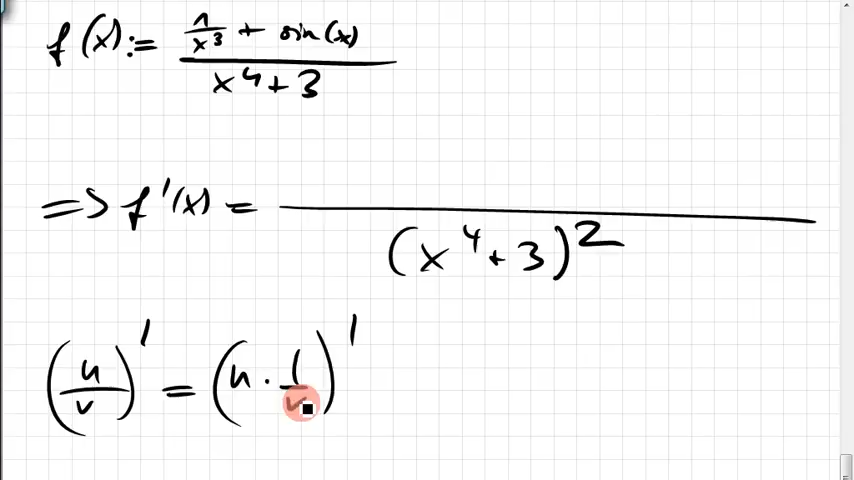 f(x) := (1/x³ + sin(x))/(x⁴ + 3)
=> f'(x) = /(x⁴ + 3)²
(u/v)' = (u · 1/v)'